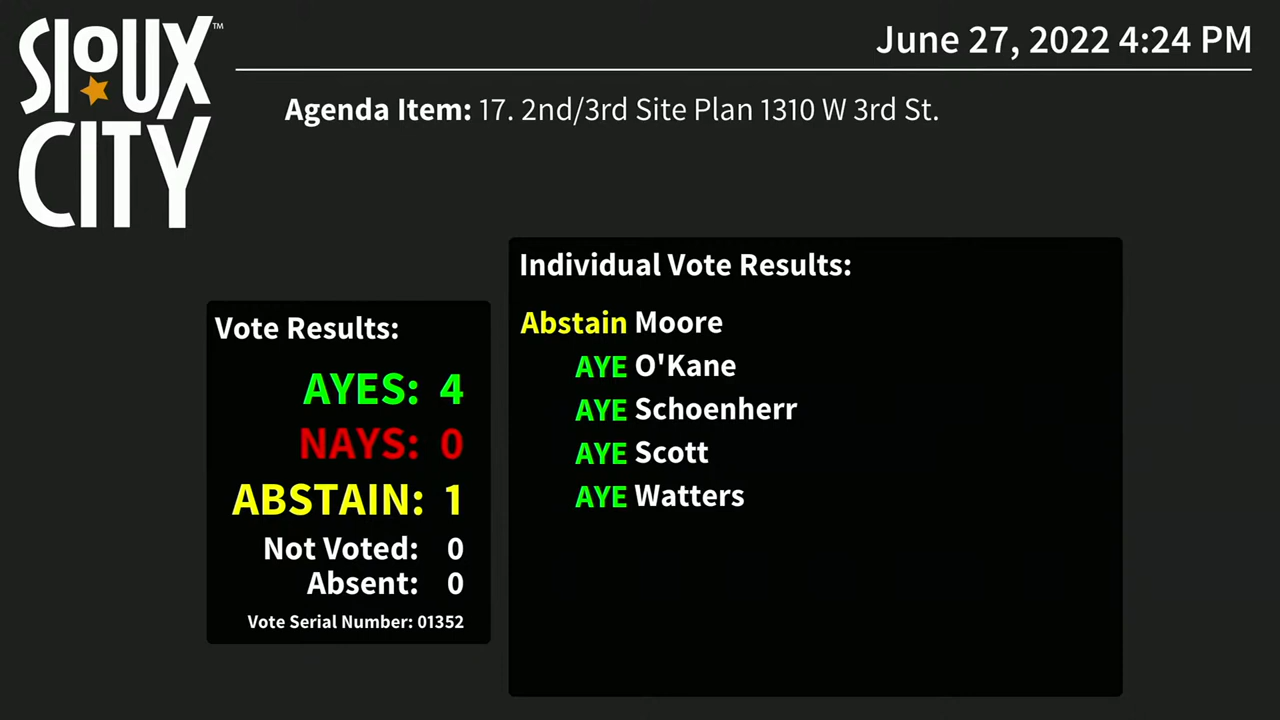 SIOUX
CITY
™
June 27, 2022 4:24 PM
Agenda Item: 17. 2nd/3rd Site Plan 1310 W 3rd St.
Vote Results:
AYES: 4
NAYS: 0
ABSTAIN: 1
Not Voted: 0
Absent: 0
Vote Serial Number: 01352
Individual Vote Results:
Abstain Moore
AYE O'Kane
AYE Schoenherr
AYE Scott
AYE Watters